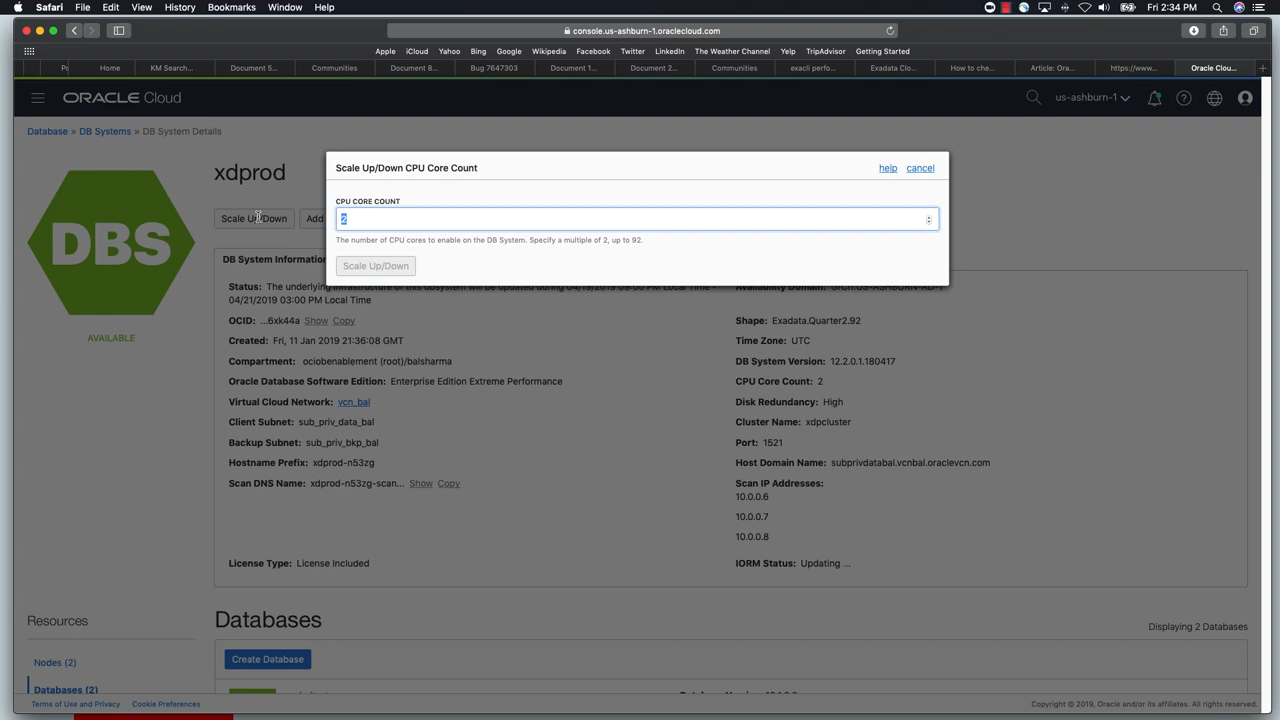 Safari File Edit View History Bookmarks Window Help Fri 2:34 PM
console.us-ashburn-1.oraclecloud.com
Apple iCloud Yahoo Bing Google Wikipedia Facebook Twitter LinkedIn The Weather Channel Yelp TripAdvisor Getting Started
Home KM Search... Document 5... Communities Document 8... Bug 7647303 Document 1... Document 2... Communities exacli perfo... Exadata Clo... How to che... Article: Ora... https://www... Oracle Clou...
ORACLE Cloud us-ashburn-1
Database » DB Systems » DB System Details
xdprod
DBS
AVAILABLE
Scale Up/Down Add
Scale Up/Down CPU Core Count help cancel
CPU CORE COUNT
2
The number of CPU cores to enable on the DB System. Specify a multiple of 2, up to 92.
Scale Up/Down
DB System Information
Status: The underlying infrastructure of this dbsystem will be updated during 04/19/2019 09:00 PM Local Time -
04/21/2019 03:00 PM Local Time
OCID: ...6xk44a Show Copy
Created: Fri, 11 Jan 2019 21:36:08 GMT
Compartment: ociobenablement (root)/balsharma
Oracle Database Software Edition: Enterprise Edition Extreme Performance
Virtual Cloud Network: vcn_bal
Client Subnet: sub_priv_data_bal
Backup Subnet: sub_priv_bkp_bal
Hostname Prefix: xdprod-n53zg
Scan DNS Name: xdprod-n53zg-scan... Show Copy
License Type: License Included
Availability Domain:
Shape: Exadata.Quarter2.92
Time Zone: UTC
DB System Version: 12.2.0.1.180417
CPU Core Count: 2
Disk Redundancy: High
Cluster Name: xdpcluster
Port: 1521
Host Domain Name: subprivdatabal.vcnbal.oraclevcn.com
Scan IP Addresses:
10.0.0.6
10.0.0.7
10.0.0.8
IORM Status: Updating ...
Resources
Nodes (2)
Databases (2)
Databases
Displaying 2 Databases
Create Database
Terms of Use and Privacy Cookie Preferences
Copyright © 2019, Oracle and/or its affiliates. All rights reserved.